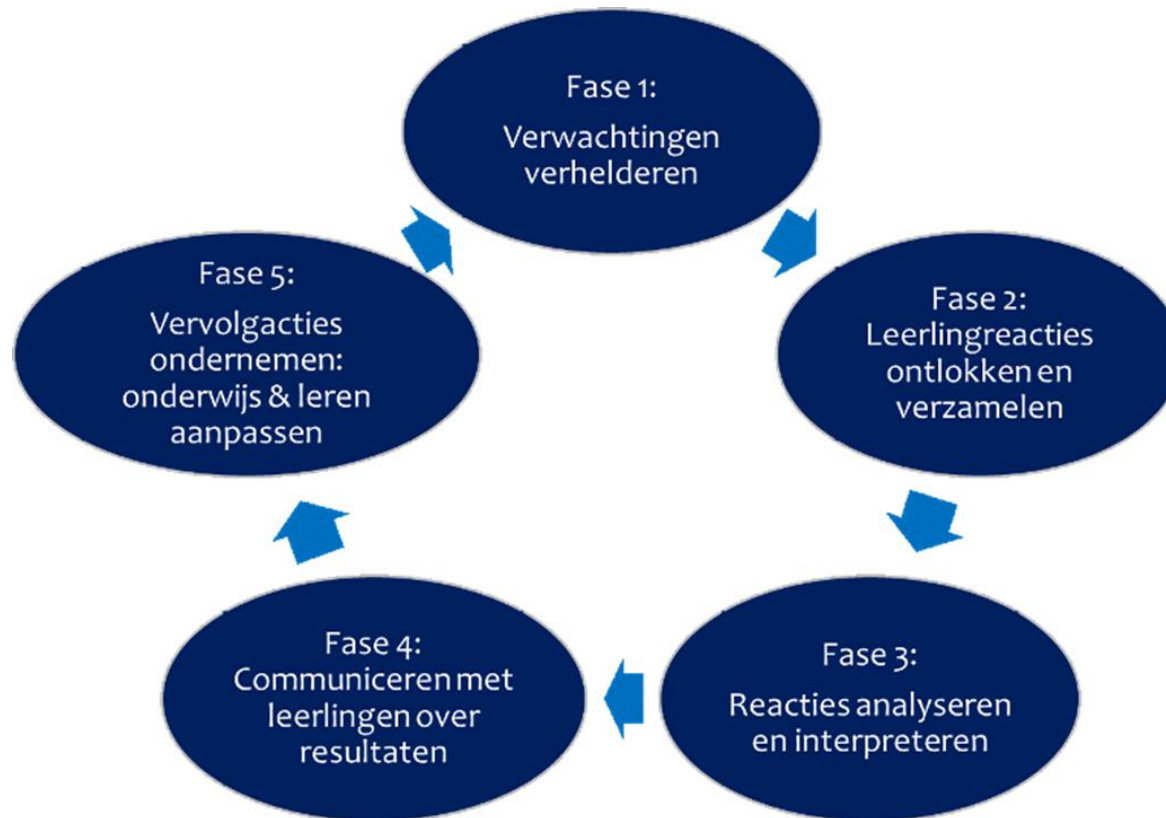 Fase 1:
Verwachtingen
verhelderen
Fase 2:
Leerlingreacties
ontlokken en
verzamelen
Fase 3:
Reacties analyseren
en interpreteren
Fase 4:
Communiceren met
leerlingen over
resultaten
Fase 5:
Vervolgacties
ondernemen:
onderwijs & leren
aanpassen